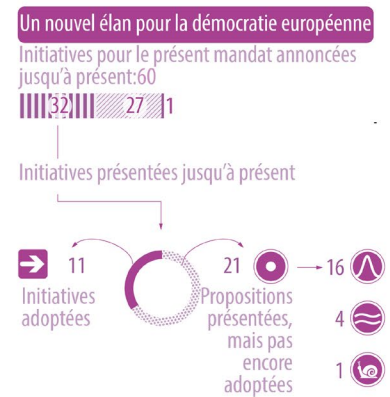 Un nouvel élan pour la démocratie européenne
Initiatives pour le présent mandat annoncées
jusqu'à présent:60
32 27 1
Initiatives présentées jusqu'à présent
11
Initiatives
adoptées
21
Propositions
présentées,
mais pas
encore
adoptées
16
4
1